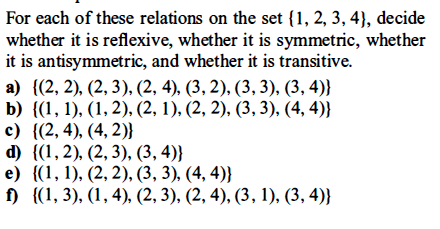 For each of these relations on the set {1, 2, 3, 4}, decide
whether it is reflexive, whether it is symmetric, whether
it is antisymmetric, and whether it is transitive.
a) {(2, 2), (2, 3), (2, 4), (3, 2), (3, 3), (3, 4)}
b) {(1, 1), (1, 2), (2, 1), (2, 2), (3, 3), (4, 4)}
c) {(2, 4), (4, 2)}
d) {(1, 2), (2, 3), (3, 4)}
e) {(1, 1), (2, 2), (3, 3), (4, 4)}
f) {(1, 3), (1, 4), (2, 3), (2, 4), (3, 1), (3, 4)}